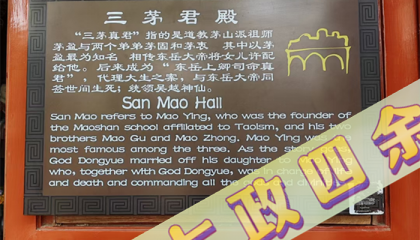 三茅君殿
“三茅真君”指的是道教茅山派祖师
茅盈与两个弟弟茅固和茅衷 其中以茅
盈最为知名 相传东岳大帝将女儿许配
给他。后来成为“东岳上卿司命真
君”，代理大生之案，与东岳大帝同
签世间生死；统领吴越神仙。
San Mao Hall
San Mao refers to Mao Ying, who was the founder of
the Maoshan school affiliated to Taoism, and his two
brothers Mao Gu and Mao Zhong. Mao Ying was
most famous among the three. As the story
God Dongyue married off his daughter to
who, together with God Dongyue, was in charge of life
and death and commanding all the
政四余